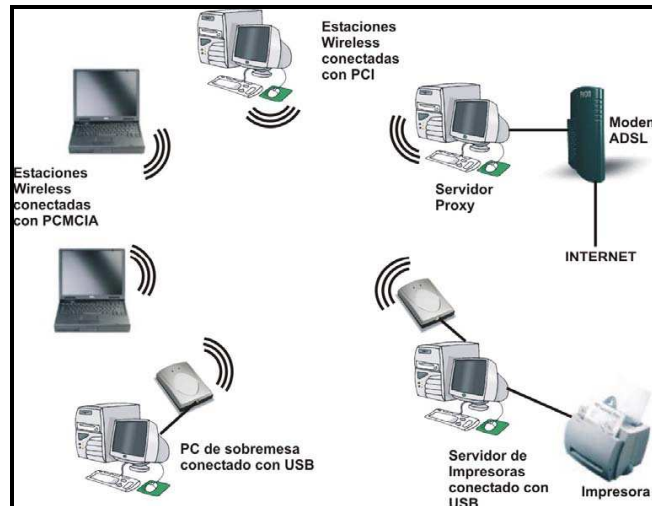 Estaciones
Wireless
conectadas
con PCI
Modem
ADSL
Servidor
Proxy
Estaciones
Wireless
conectadas
con PCMCIA
INTERNET
PC de sobremesa
conectado con USB
Servidor de
Impresoras
conectado con
USB
Impresora